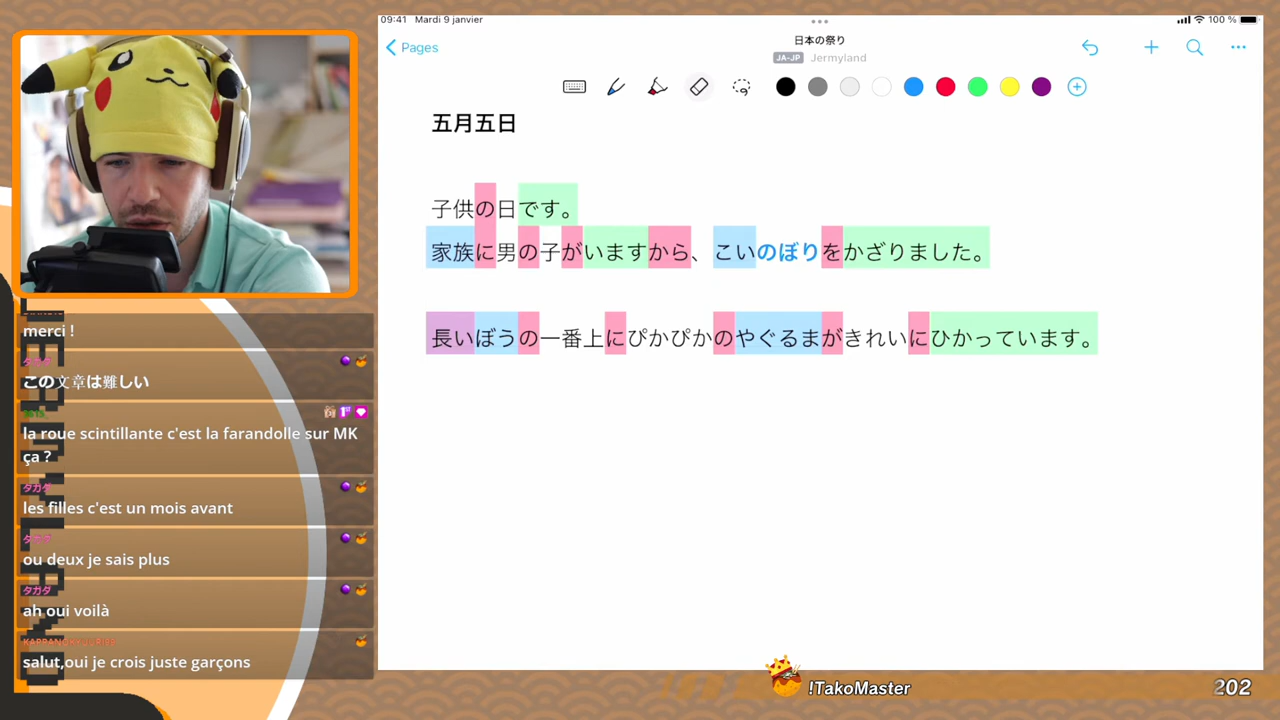 09:41 Mardi 9 janvier
100 %
Pages
日本の祭り
JA-JP Jermyland
五月五日
子供の日です。
家族に男の子がいますから、こいのぼりをかざりました。
長いぼうの一番上にぴかぴかのやぐるまがきれいにひかっています。
merci !
この文章は難しい
la roue scintillante c'est la farandolle sur MK
ça ?
タガダ
les filles c'est un mois avant
ou deux je sais plus
タガダ
ah oui voilà
salut,oui je crois juste garçons
!TakoMaster
202